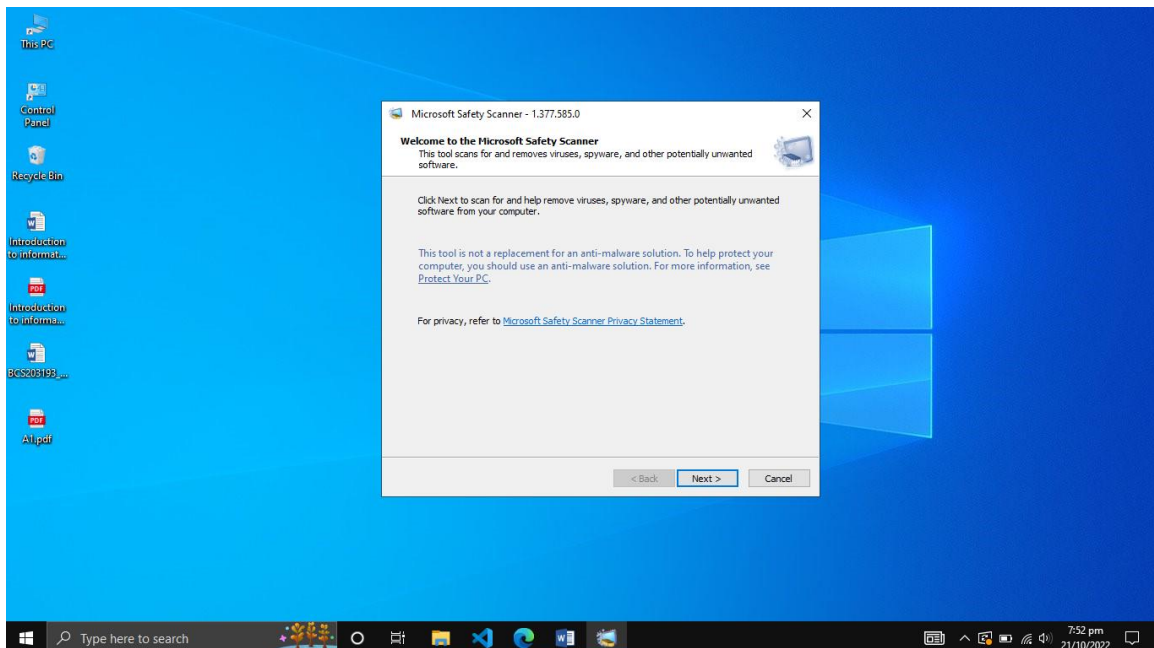 This PC
Control
Panel
Recycle Bin
Introduction
to informat...
PDF
Introduction
to informa...
BCS203193_...
PDF
A1.pdf
Microsoft Safety Scanner - 1.377.585.0
Welcome to the Microsoft Safety Scanner
This tool scans for and removes viruses, spyware, and other potentially unwanted
software.
Click Next to scan for and help remove viruses, spyware, and other potentially unwanted
software from your computer.
This tool is not a replacement for an anti-malware solution. To help protect your
computer, you should use an anti-malware solution. For more information, see
Protect Your PC.
For privacy, refer to Microsoft Safety Scanner Privacy Statement.
< Back
Next >
Cancel
Type here to search
7:52 pm
21/10/2022